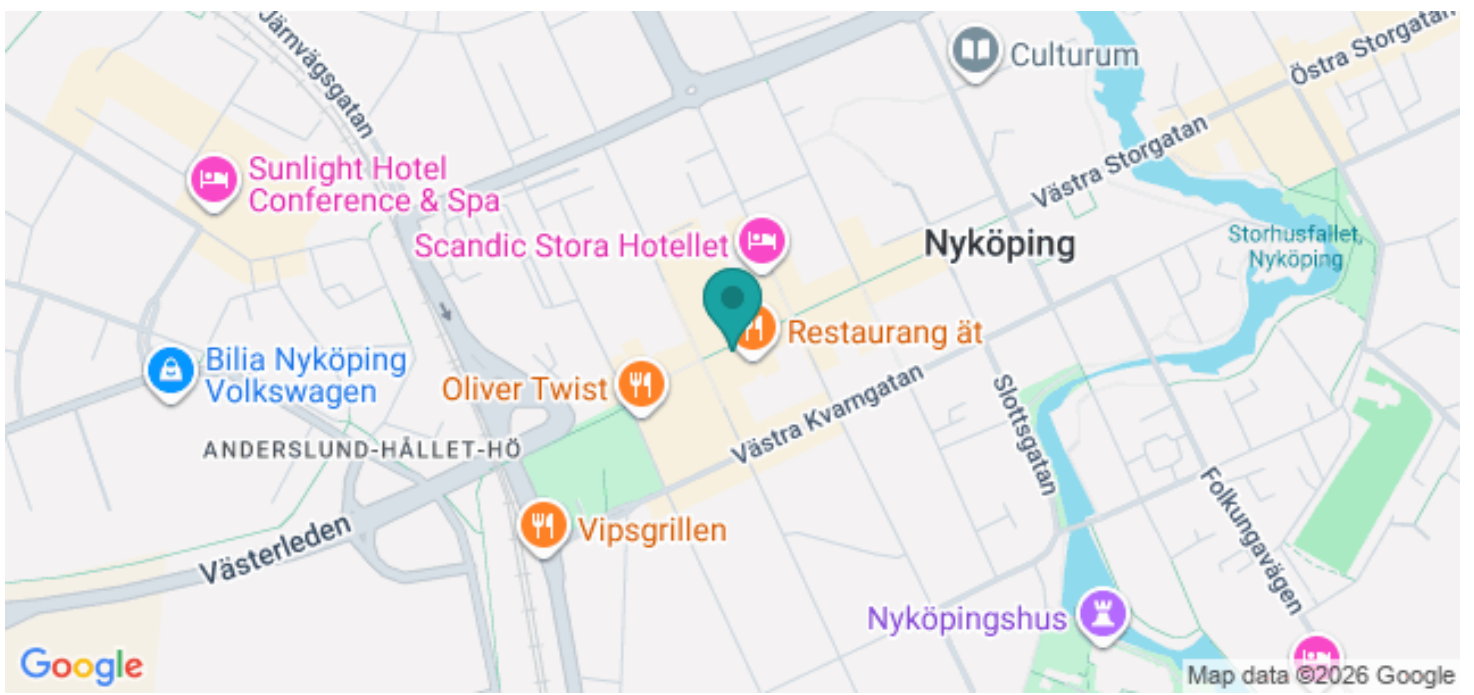 Järnvägsgatan
Culturum
Östra Storgatan
Sunlight Hotel
Conference & Spa
Västra Storgatan
Scandic Stora Hotellet
Nyköping
Storhusfallet,
Nyköping
Restaurang ät
Bilia Nyköping
Volkswagen
Oliver Twist
Västra Kvarngatan
Slottsgatan
ANDERSLUND-HÅLLET-HÖ
Folkungavägen
Vipsgrillen
Västerleden
Nyköpingshus
Google
Map data ©2026 Google